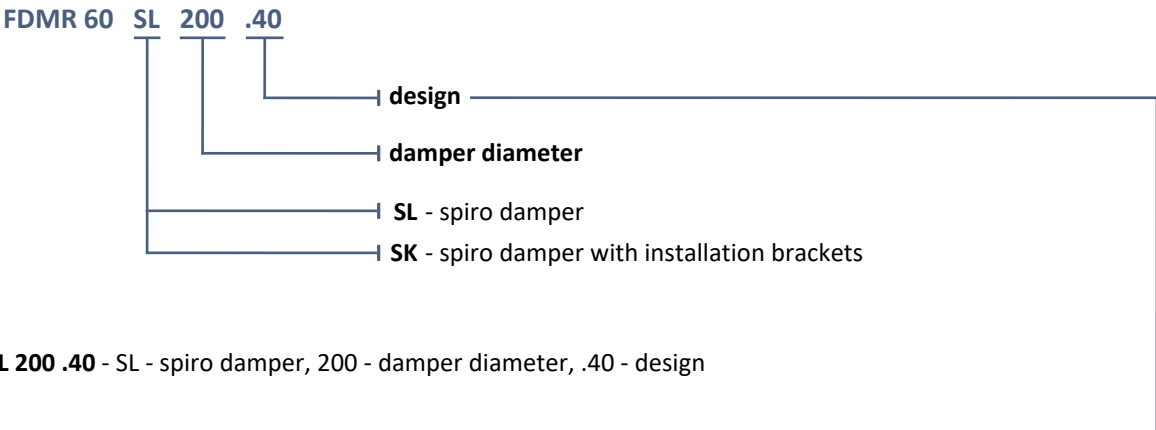 FDMR 60 SL 200 .40
design
damper diameter
SL - spiro damper
SK - spiro damper with installation brackets
200 .40 - SL - spiro damper, 200 - damper diameter, .40 - design